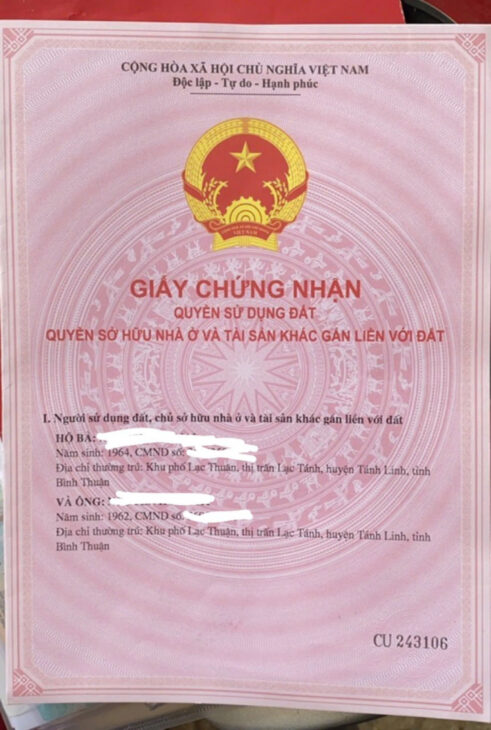 CỘNG HÒA XÃ HỘI CHỦ NGHĨA VIỆT NAM
Độc lập - Tự do - Hạnh phúc
VIỆT NAM
GIẤY CHỨNG NHẬN
QUYỀN SỬ DỤNG ĐẤT
QUYỀN SỞ HỮU NHÀ Ở VÀ TÀI SẢN KHÁC GẮN LIỀN VỚI ĐẤT
I. Người sử dụng đất, chủ sở hữu nhà ở và tài sản khác gắn liền với đất
HỘ BÀ:
Năm sinh: 1964, CMND số:
Địa chỉ thường trú: Khu phố Lạc Thuận, thị trấn Lạc Tánh, huyện Tánh Linh, tỉnh
Bình Thuận
VÀ ÔNG:
Năm sinh: 1962, CMND số:
Địa chỉ thường trú: Khu phố Lạc Thuận, thị trấn Lạc Tánh, huyện Tánh Linh, tỉnh
Bình Thuận
CU 243106